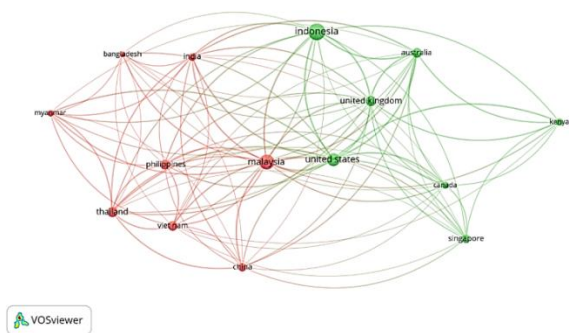 indonesia
bangladesh
india
australia
united kingdom
myanmar
kenya
philippines
malaysia
united states
canada
thailand
vietnam
singapore
china
VOSviewer